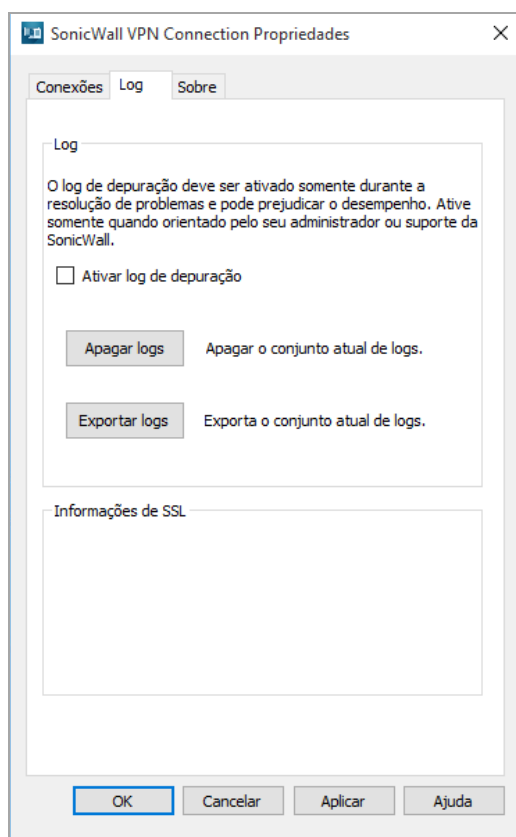 SonicWall VPN Connection Propriedades
Conexões Log Sobre
Log
O log de depuração deve ser ativado somente durante a
resolução de problemas e pode prejudicar o desempenho. Ative
somente quando orientado pelo seu administrador ou suporte da
SonicWall.
Ativar log de depuração
Apagar logs Apagar o conjunto atual de logs.
Exportar logs Exporta o conjunto atual de logs.
Informações de SSL
OK Cancelar Aplicar Ajuda